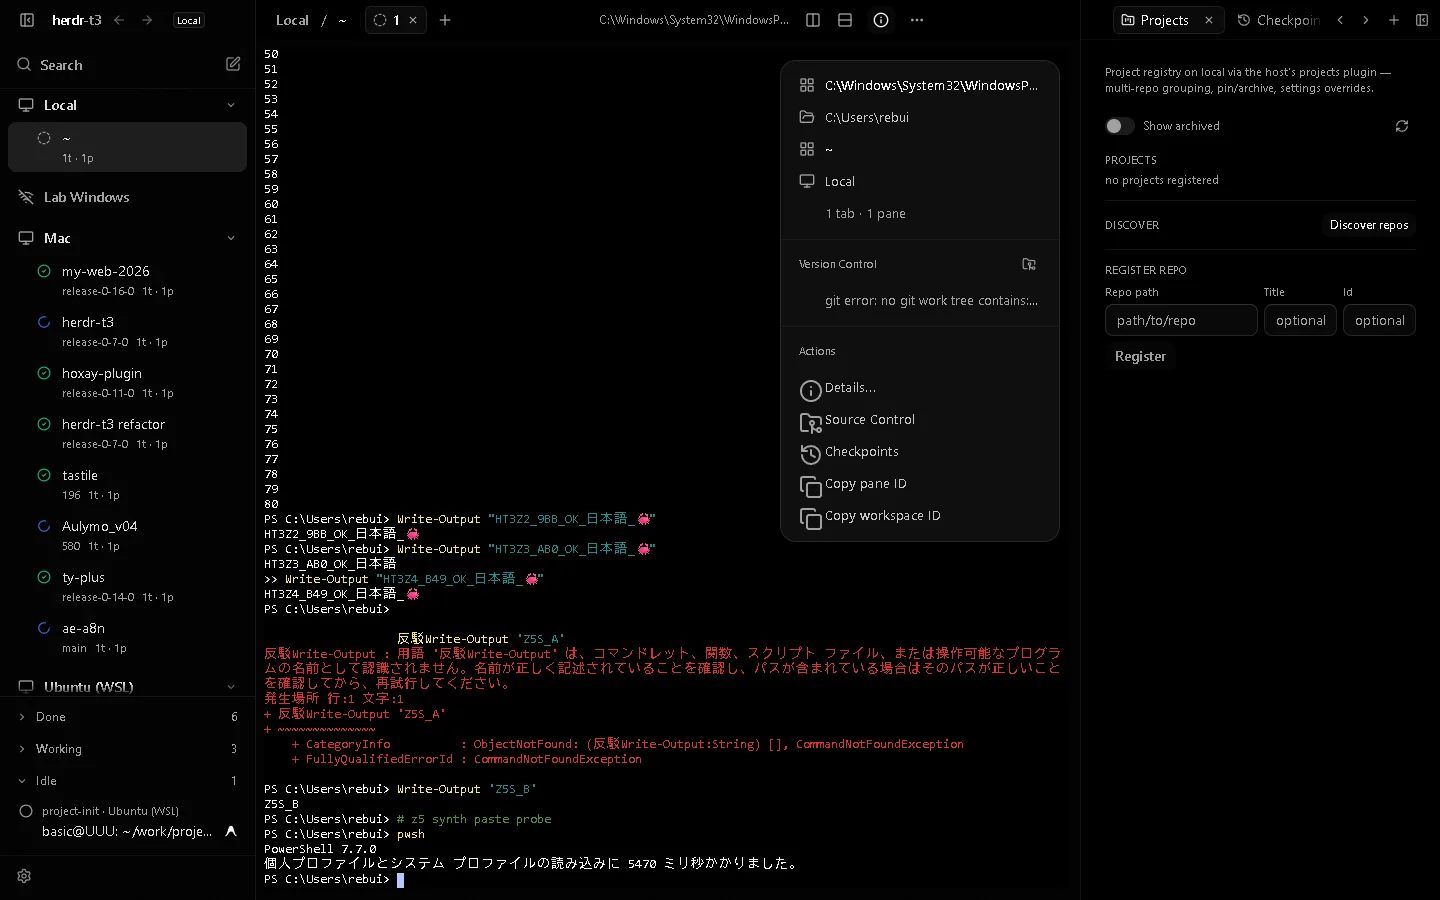 herdr-t3
Local
Search
Local
~
1t · 1p
Lab Windows
Mac
my-web-2026
release-0-16-0 1t · 1p
herdr-t3
release-0-7-0 1t · 1p
hoxay-plugin
release-0-11-0 1t · 1p
herdr-t3 refactor
release-0-7-0 1t · 1p
tastile
196 1t · 1p
Aulymo_v04
580 1t · 1p
ty-plus
release-0-14-0 1t · 1p
ae-a8n
main 1t · 1p
Ubuntu (WSL)
Done 6
Working 3
Idle 1
project-init · Ubuntu (WSL)
basic@UUU: ~/work/proje...
Local / ~
1
C:\Windows\System32\WindowsP...
50
51
52
53
54
55
56
57
58
59
60
61
62
63
64
65
66
67
68
69
70
71
72
73
74
75
76
77
78
79
80
PS C:\Users\rebui> Write-Output "HT3Z2_9BB_OK_日本語_🦀"
HT3Z2_9BB_OK_日本語_🦀
PS C:\Users\rebui> Write-Output "HT3Z3_AB0_OK_日本語_🦀"
HT3Z3_AB0_OK_日本語
>> Write-Output "HT3Z4_B49_OK_日本語_🦀"
HT3Z4_B49_OK_日本語_🦀
PS C:\Users\rebui>
反駁Write-Output 'Z5S_A'
反駁Write-Output : 用語 '反駁Write-Output' は、コマンドレット、関数、スクリプト ファイル、または操作可能なプログラ
ムの名前として認識されません。名前が正しく記述されていることを確認し、パスが含まれている場合はそのパスが正しいこと
を確認してから、再試行してください。
発生場所 行:1 文字:1
+ 反駁Write-Output 'Z5S_A'
+ ~~~~~~~~~~~~~~
+ CategoryInfo : ObjectNotFound: (反駁Write-Output:String) [], CommandNotFoundException
+ FullyQualifiedErrorId : CommandNotFoundException
PS C:\Users\rebui> Write-Output 'Z5S_B'
Z5S_B
PS C:\Users\rebui> # z5 synth paste probe
PS C:\Users\rebui> pwsh
PowerShell 7.7.0
個人プロファイルとシステム プロファイルの読み込みに 5470 ミリ秒かかりました。
PS C:\Users\rebui>
C:\Windows\System32\WindowsP...
C:\Users\rebui
~
Local
1 tab · 1 pane
Version Control
git error: no git work tree contains:...
Actions
Details...
Source Control
Checkpoints
Copy pane ID
Copy workspace ID
Projects
Checkpoin
Project registry on local via the host's projects plugin —
multi-repo grouping, pin/archive, settings overrides.
Show archived
PROJECTS
no projects registered
DISCOVER
Discover repos
REGISTER REPO
Repo path Title Id
path/to/repo optional optional
Register